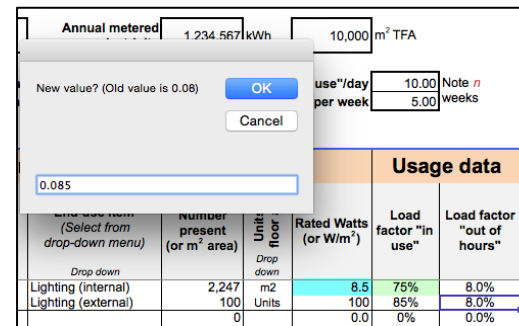 Annual metered 1,234,567 kWh 10,000 m² TFA
New value? (Old value is 0.08) OK
Cancel
0.085
use"/day 10.00 Note n
per week 5.00 weeks
Usage data
(Select from
drop-down menu)
Drop down
Number
present
(or m² area)
Units
floor
Drop
down
Rated Watts
(or W/m²)
Load
factor "in
use"
Load factor
"out of
hours"
Lighting (internal) 2,247 m2 8.5 75% 8.0%
Lighting (external) 100 Units 100 85% 8.0%
0 0.0 0% 0.0%